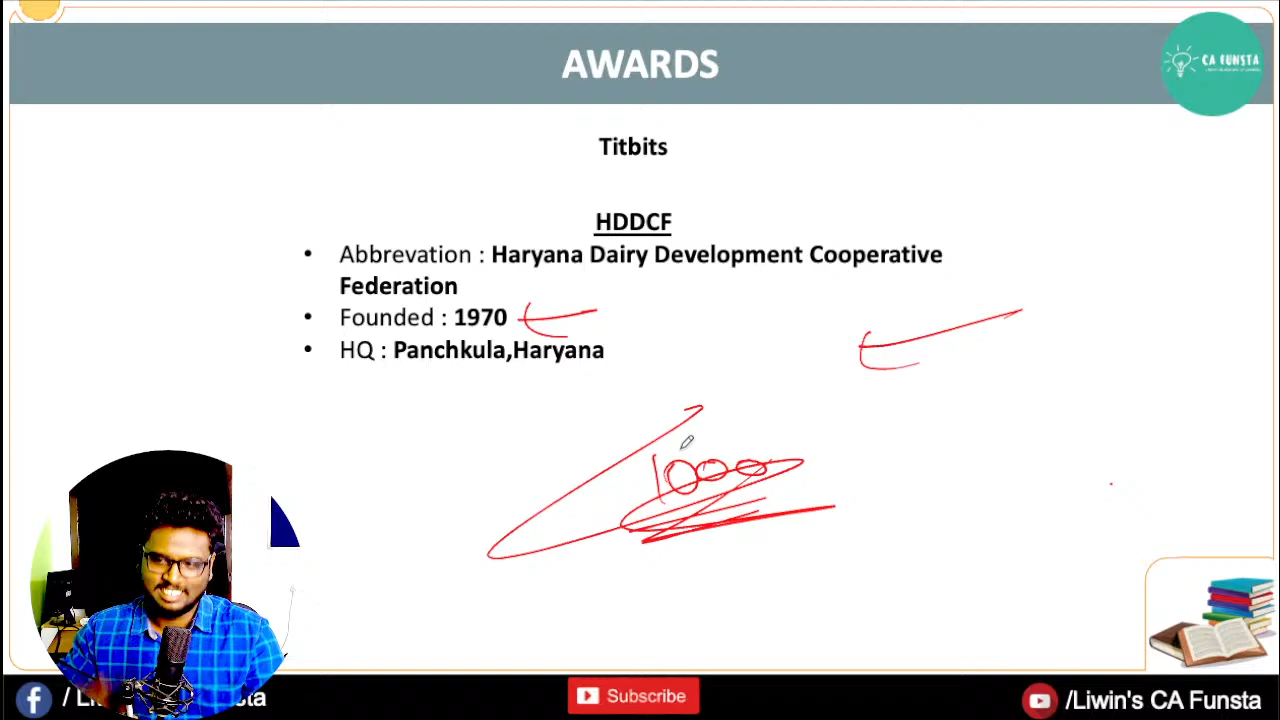 AWARDS
CA FUNSTA
Titbits
HDDCF
• Abbrevation : Haryana Dairy Development Cooperative
Federation
• Founded : 1970
• HQ : Panchkula,Haryana
1000
Subscribe
/Liwin's CA Funsta